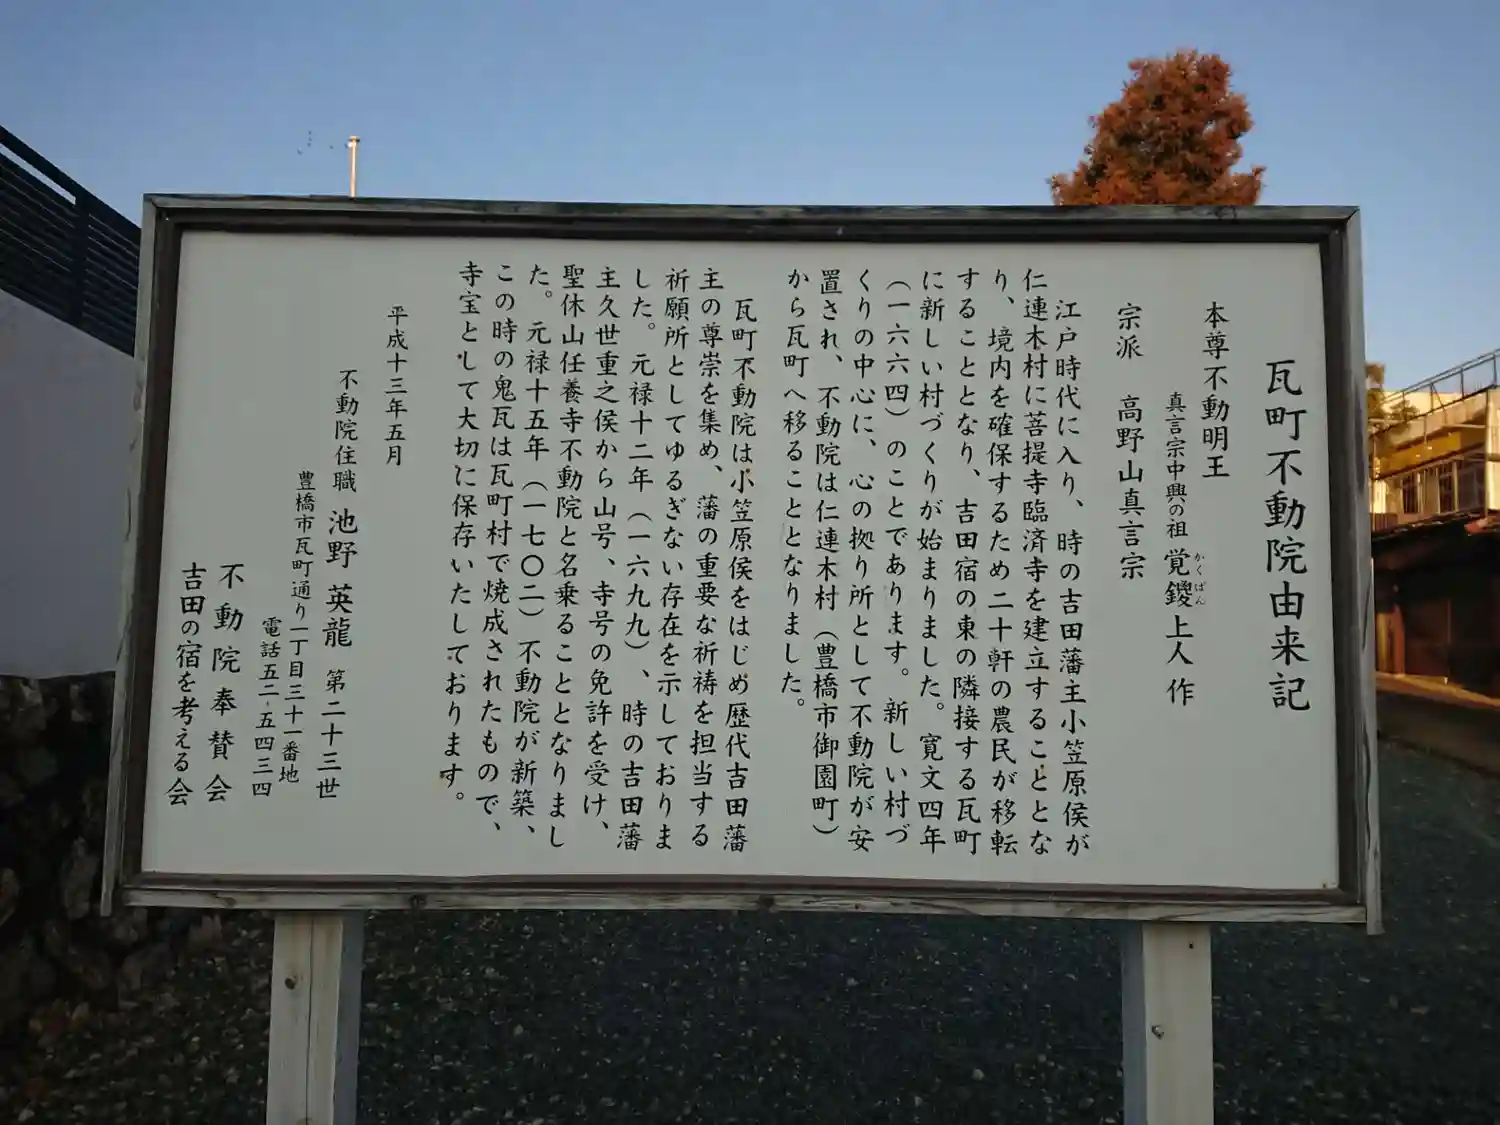 瓦町不動院由来記
本尊不動明王
真言宗中興の祖 覚鑁上人 作
かくばん
宗派 高野山真言宗
江戸時代に入り、時の吉田藩主小笠原侯が
仁連木村に菩提寺臨済寺を建立することとな
り、境内を確保するため二十軒の農民が移転
することとなり、吉田宿の東の隣接する瓦町
に新しい村づくりが始まりました。寛文四年
（一六六四）のことであります。新しい村づ
くりの中心に、心の拠り所として不動院が安
置され、不動院は仁連木村（豊橋市御園町）
から瓦町へ移ることとなりました。
瓦町不動院は小笠原侯をはじめ歴代吉田藩
主の尊崇を集め、藩の重要な祈祷を担当する
祈願所としてゆるぎない存在を示しておりま
した。元禄十二年（一六九九）、時の吉田藩
主久世重之侯から山号、寺号の免許を受け、
聖休山任養寺不動院と名乗ることとなりまし
た。元禄十五年（一七〇二）不動院が新築、
この時の鬼瓦は瓦町村で焼成されたもので、
寺宝として大切に保存いたしております。
平成十三年五月
不動院住職 池野 英龍 第二十三世
豊橋市瓦町通り一丁目三十一番地
電話五二-五四三四
不動院奉賛会
吉田の宿を考える会